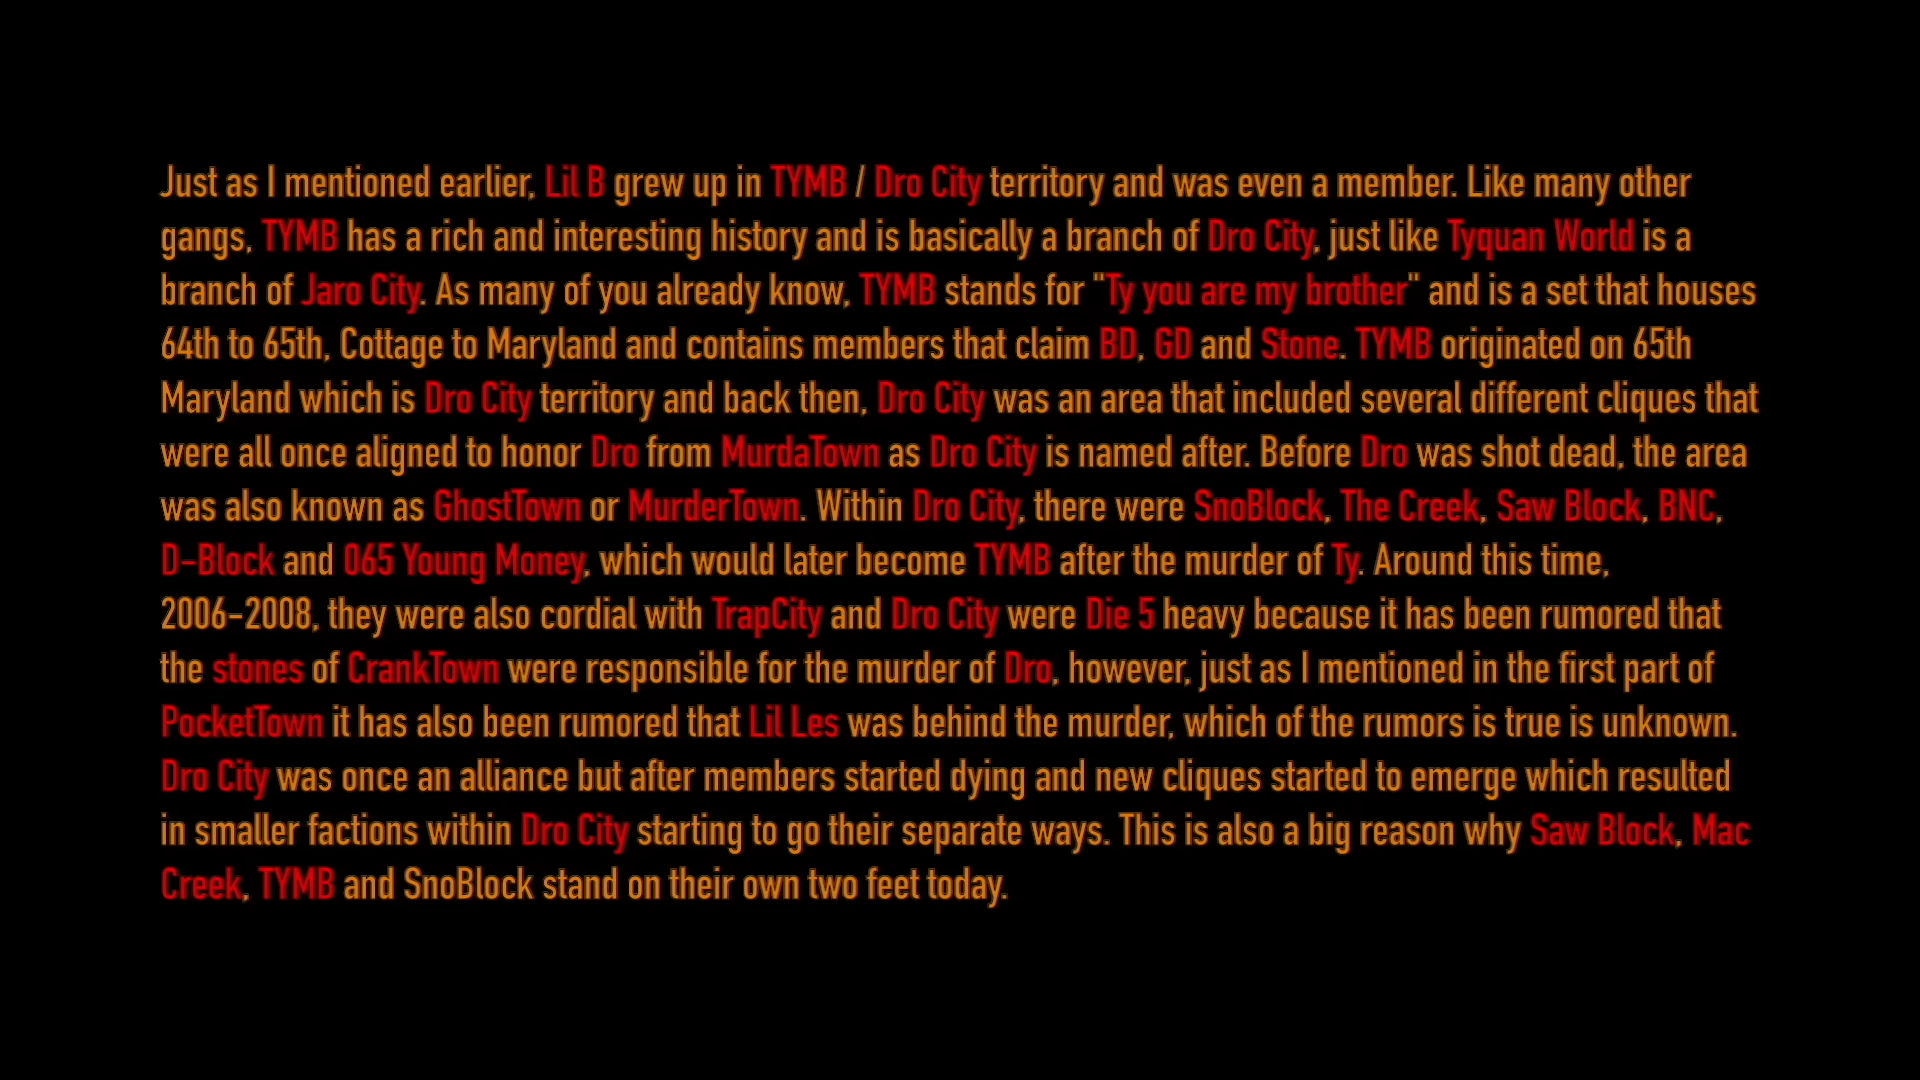 Just as I mentioned earlier, Lil B grew up in TYMB / Dro City territory and was even a member. Like many other
gangs, TYMB has a rich and interesting history and is basically a branch of Dro City, just like Tyquan World is a
branch of Jaro City. As many of you already know, TYMB stands for "Ty you are my brother" and is a set that houses
64th to 65th, Cottage to Maryland and contains members that claim BD, GD and Stone. TYMB originated on 65th
Maryland which is Dro City territory and back then, Dro City was an area that included several different cliques that
were all once aligned to honor Dro from MurdaTown as Dro City is named after. Before Dro was shot dead, the area
was also known as GhostTown or MurderTown. Within Dro City, there were SnoBlock, The Creek, Saw Block, BNC,
D-Block and 065 Young Money, which would later become TYMB after the murder of Ty. Around this time,
2006-2008, they were also cordial with TrapCity and Dro City were Die 5 heavy because it has been rumored that
the stones of CrankTown were responsible for the murder of Dro, however, just as I mentioned in the first part of
PocketTown it has also been rumored that Lil Les was behind the murder, which of the rumors is true is unknown.
Dro City was once an alliance but after members started dying and new cliques started to emerge which resulted
in smaller factions within Dro City starting to go their separate ways. This is also a big reason why Saw Block, Mac
Creek, TYMB and SnoBlock stand on their own two feet today.